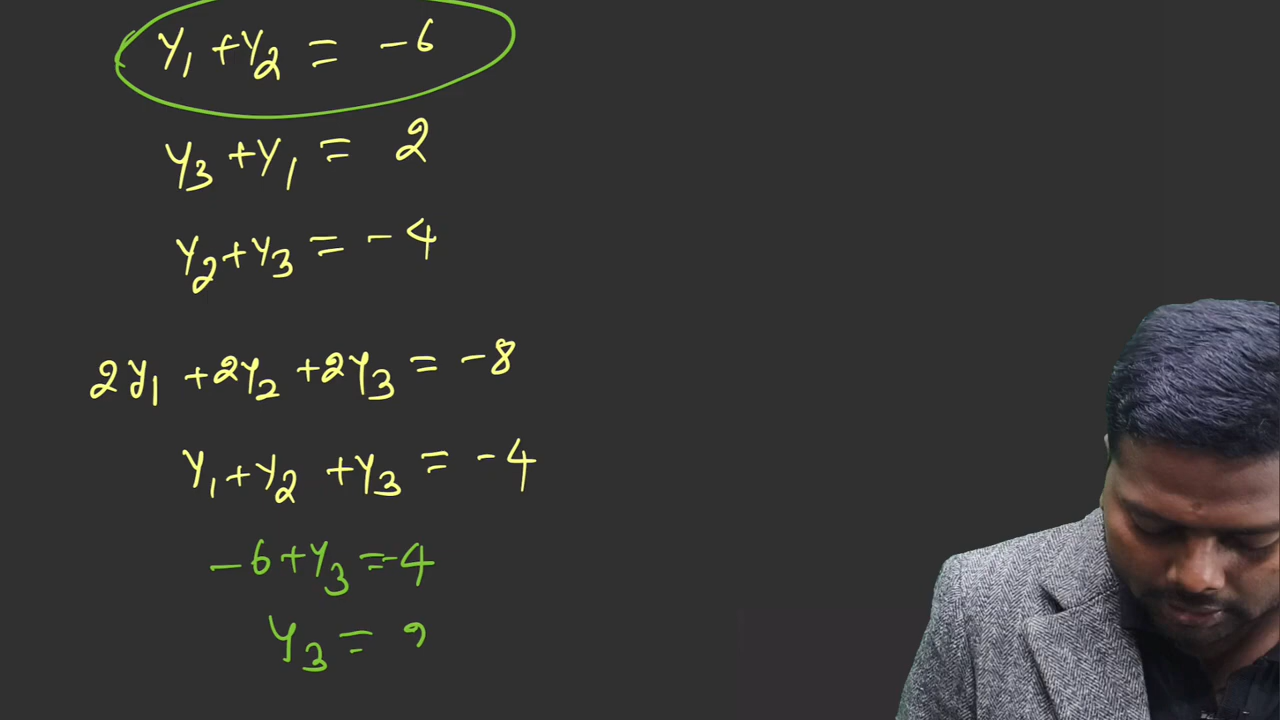 y₁ + y₂ = -6
y₃ + y₁ = 2
y₂ + y₃ = -4
2y₁ + 2y₂ + 2y₃ = -8
y₁ + y₂ + y₃ = -4
-6 + y₃ = -4
y₃ =